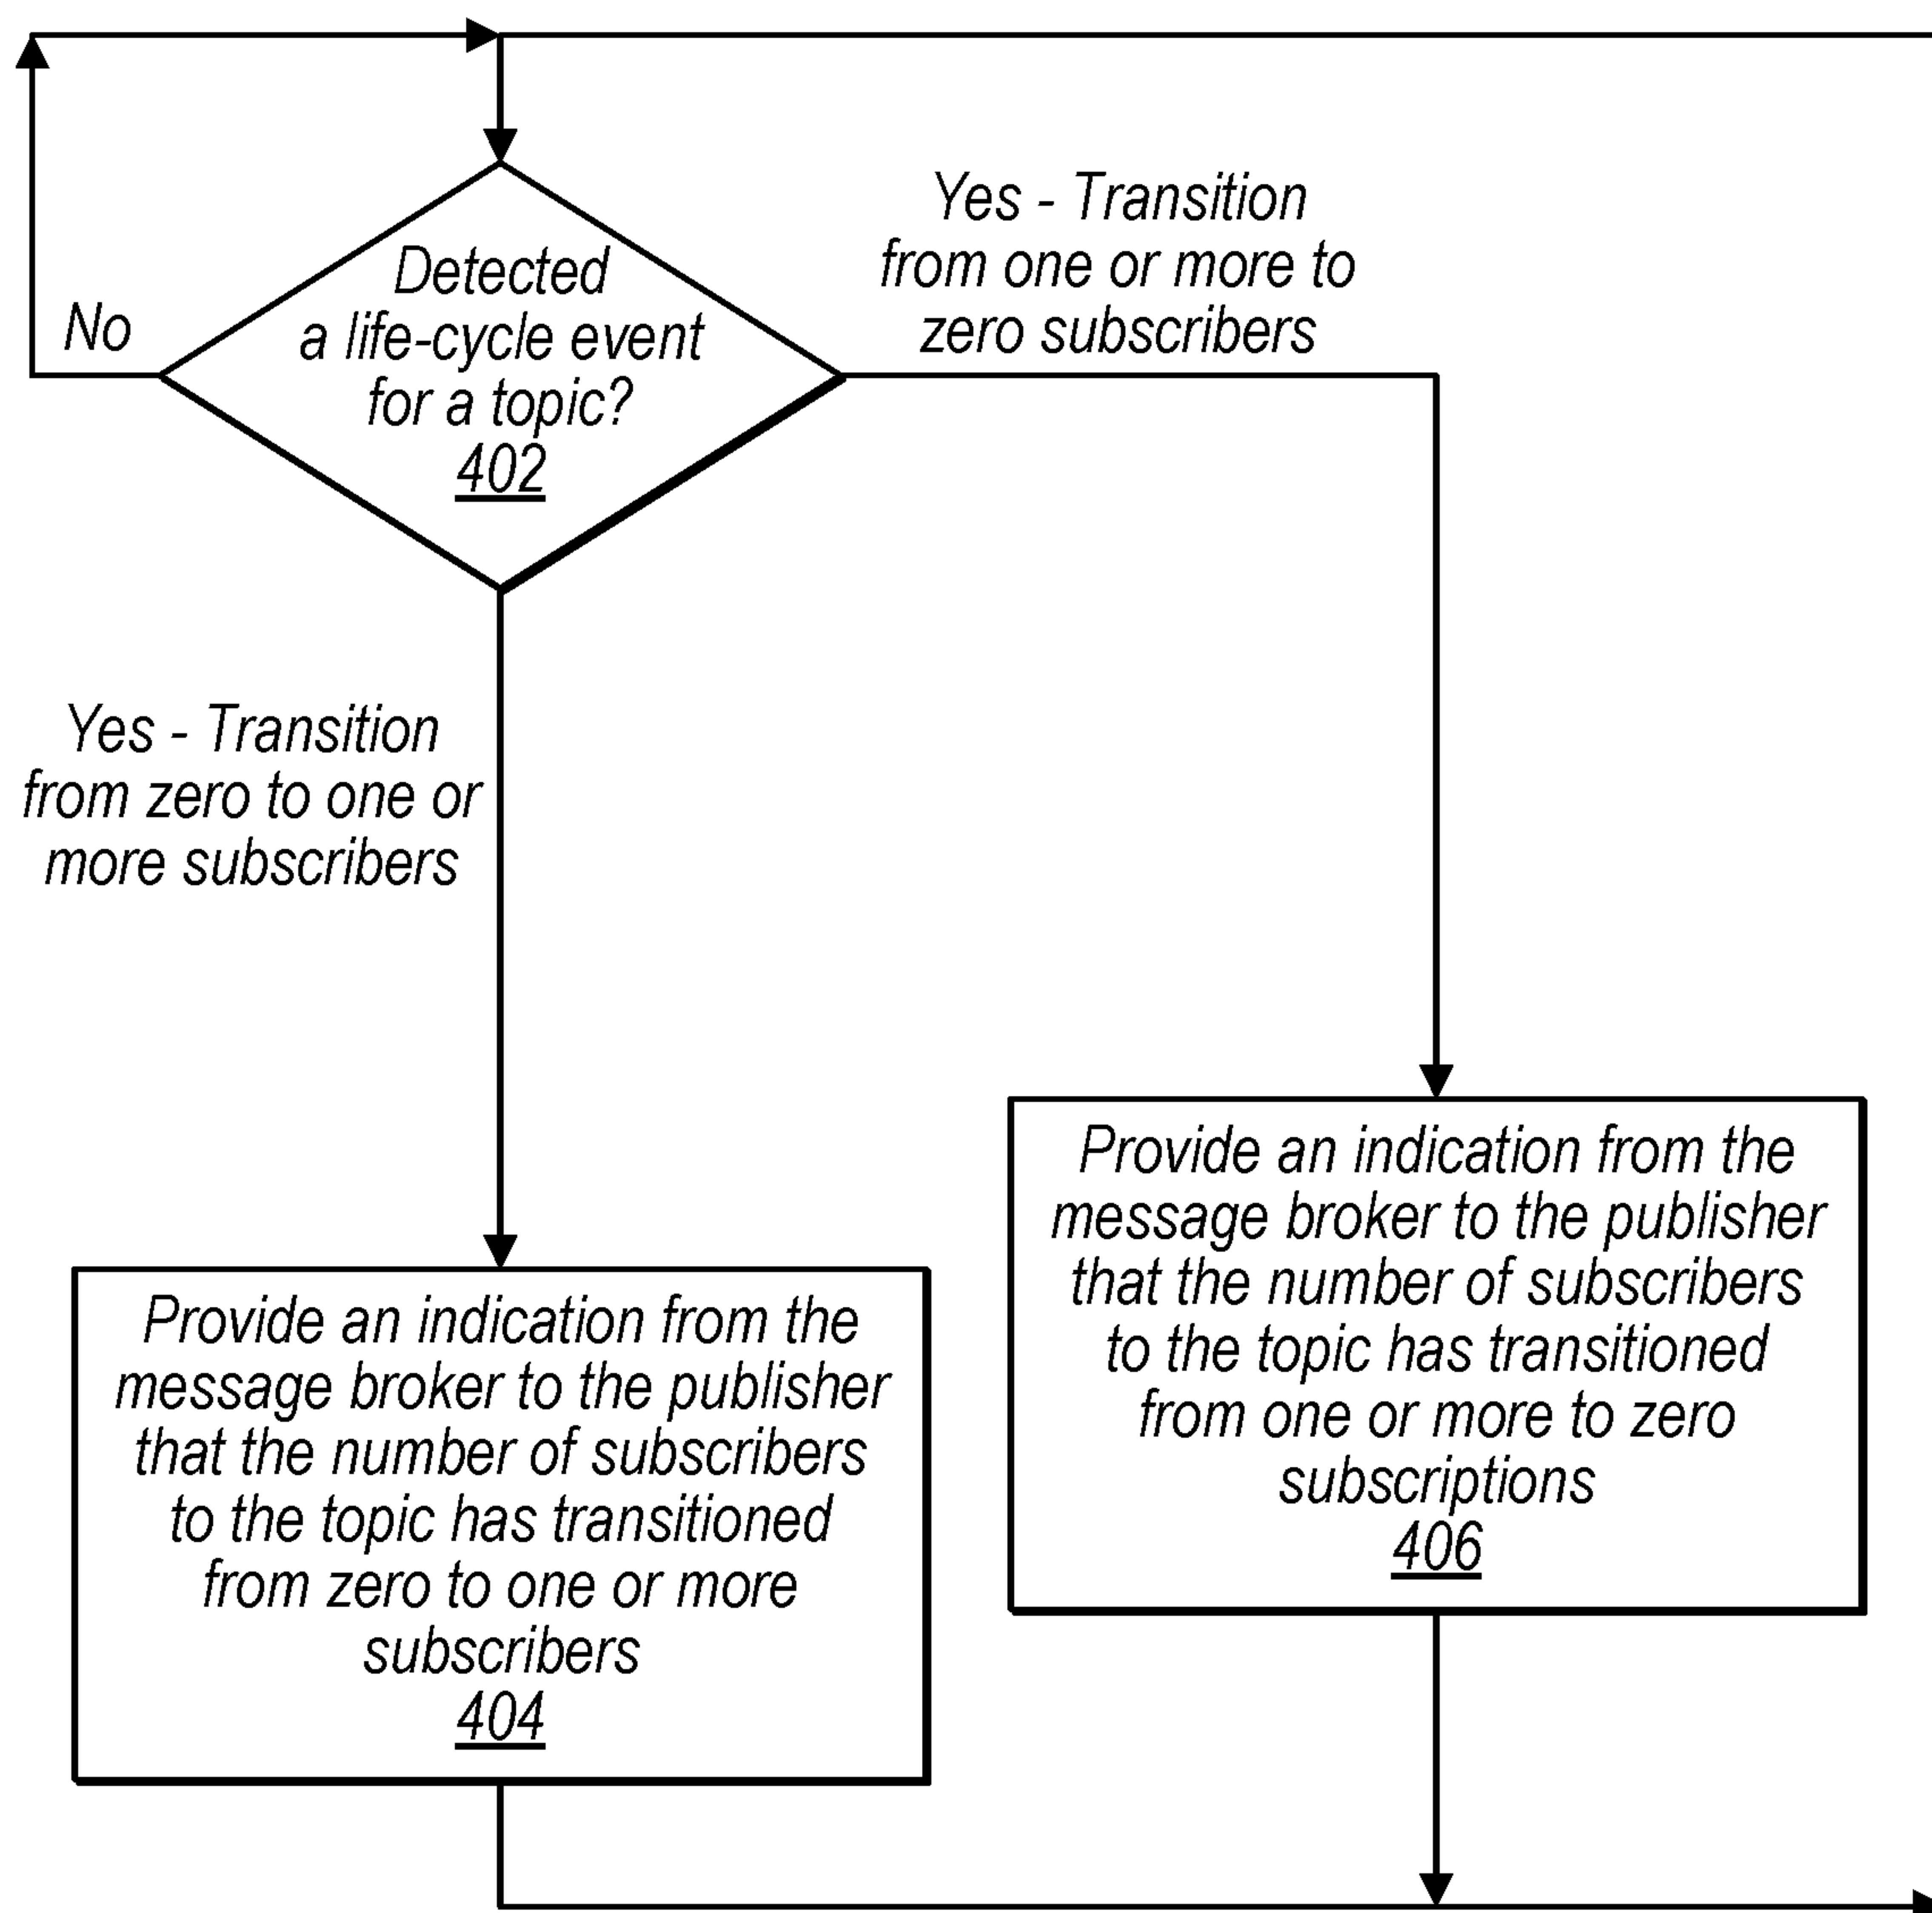 Detected
a life-cycle event
for a topic?
402
No
Yes - Transition
from one or more to
zero subscribers
Yes - Transition
from zero to one or
more subscribers
Provide an indication from the
message broker to the publisher
that the number of subscribers
to the topic has transitioned
from one or more to zero
subscriptions
406
Provide an indication from the
message broker to the publisher
that the number of subscribers
to the topic has transitioned
from zero to one or more
subscribers
404